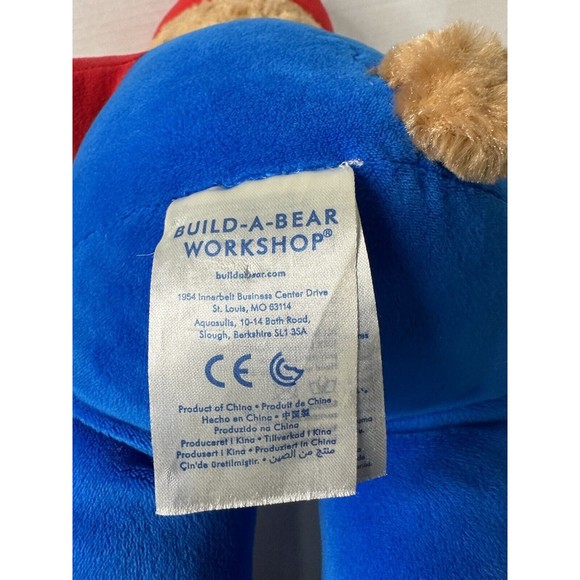 BUILD-A-BEAR
WORKSHOP®
buildabear.com
1954 Innerbelt Business Center Drive
St. Louis, MO 63114
Aquasulis, 10-14 Bath Road,
Slough, Berkshire SL1 3SA
CE
Product of China • Produit de Chine
Hecho en China • 中国製
Produzido na China
Produceret i Kina • Tillverkad i Kina
Produsert i Kina • Produziert in China
Çin'de üretilmiştir. • منتج من الصين